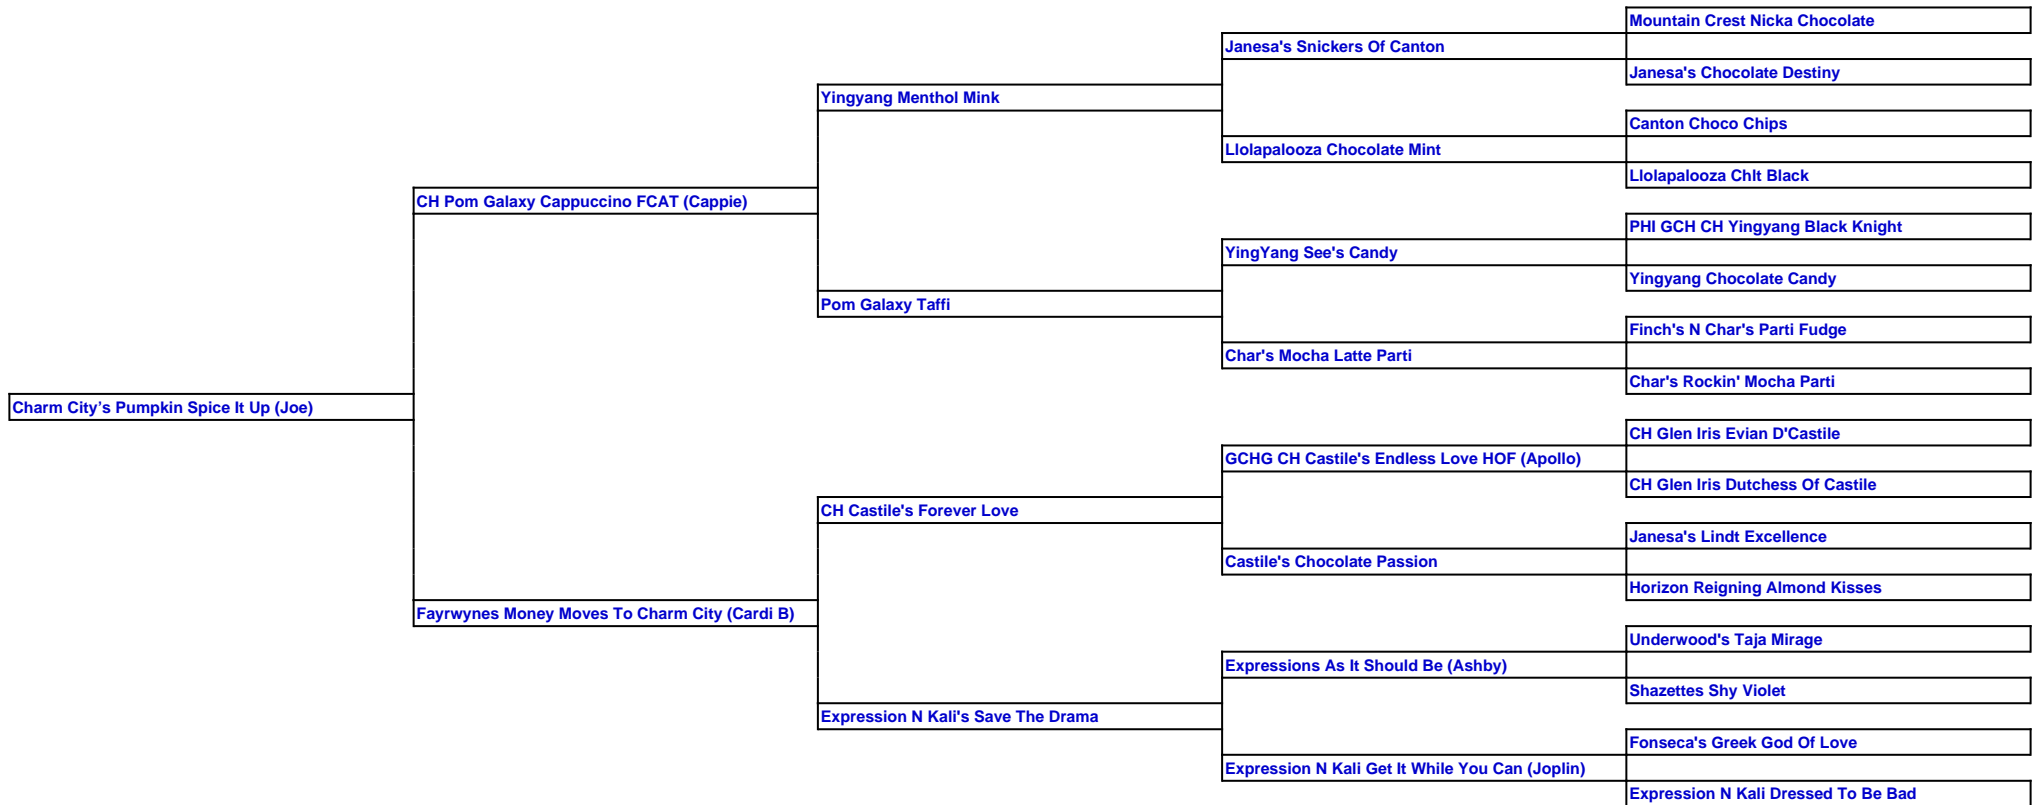 Mountain Crest Nicka Chocolate
Janesa's Snickers Of Canton
Janesa's Chocolate Destiny
Yingyang Menthol Mink
Canton Choco Chips
Llolapalooza Chocolate Mint
Llolapalooza Chlt Black
CH Pom Galaxy Cappuccino FCAT (Cappie)
PHI GCH CH Yingyang Black Knight
YingYang See's Candy
Yingyang Chocolate Candy
Pom Galaxy Taffi
Finch's N Char's Parti Fudge
Char's Mocha Latte Parti
Char's Rockin' Mocha Parti
Charm City’s Pumpkin Spice It Up (Joe)
CH Glen Iris Evian D'Castile
GCHG CH Castile's Endless Love HOF (Apollo)
CH Glen Iris Dutchess Of Castile
CH Castile's Forever Love
Janesa's Lindt Excellence
Castile's Chocolate Passion
Horizon Reigning Almond Kisses
Fayrwynes Money Moves To Charm City (Cardi B)
Underwood's Taja Mirage
Expressions As It Should Be (Ashby)
Shazettes Shy Violet
Expression N Kali's Save The Drama
Fonseca's Greek God Of Love
Expression N Kali Get It While You Can (Joplin)
Expression N Kali Dressed To Be Bad